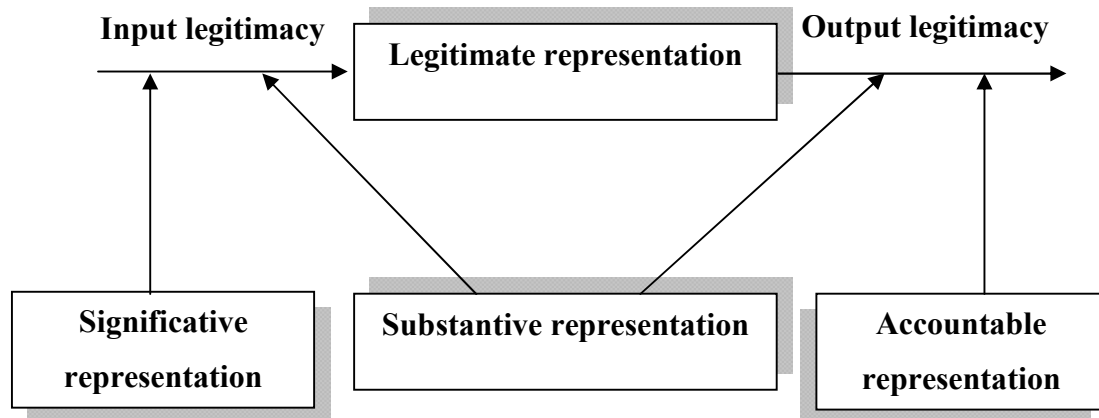 Input legitimacy
Legitimate representation
Output legitimacy
Significative
representation
Substantive representation
Accountable
representation